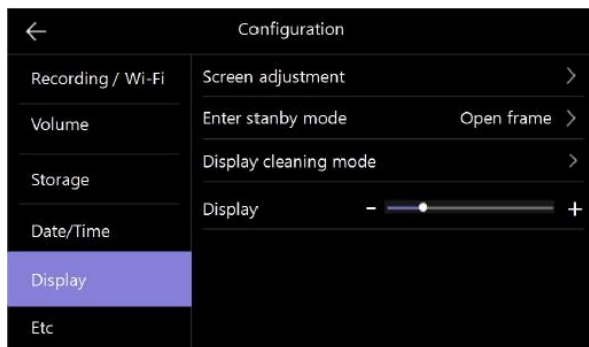 Configuration
Recording / Wi-Fi
Volume
Storage
Date/Time
Display
Etc
Screen adjustment
Enter stanby mode Open frame
Display cleaning mode
Display - +